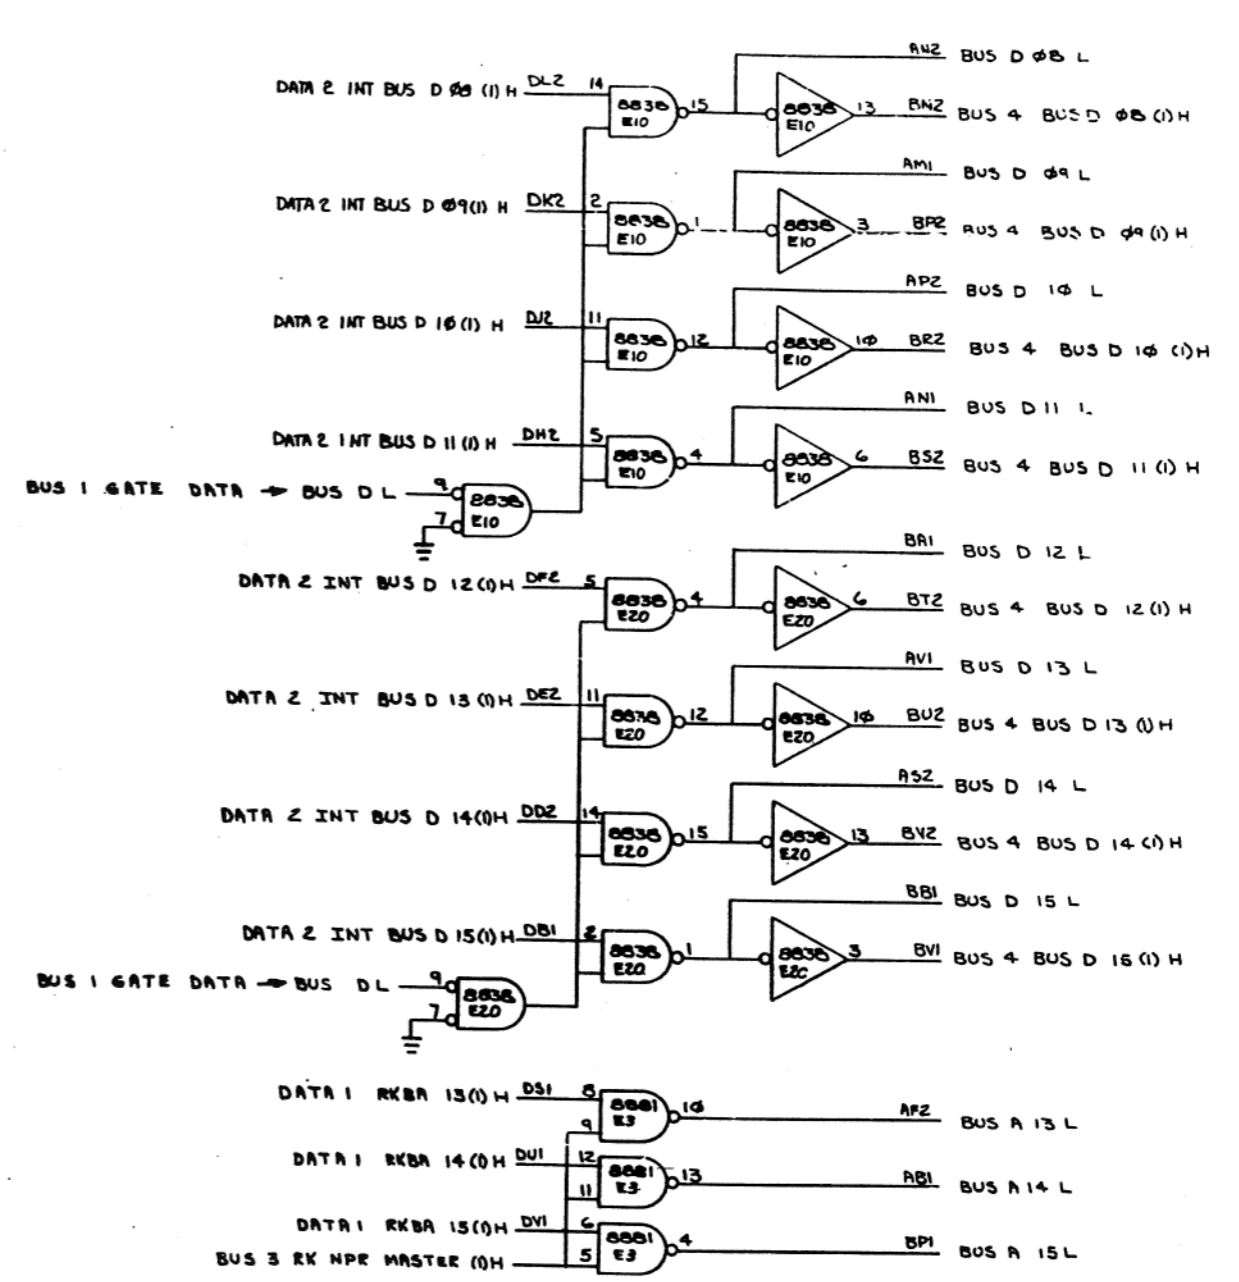 AN2 BUS D Ø8 L
DATA 2 INT BUS D Ø8 (1) H DL2 14 8838 E10 15 8838 E10 13 BN2 BUS 4 BUS D Ø8 (1) H
AM1 BUS D Ø9 L
DATA 2 INT BUS D Ø9(1) H DK2 2 8838 E10 1 8838 E10 3 BP2 BUS 4 BUS D Ø9 (1) H
AP2 BUS D 1Ø L
DATA 2 INT BUS D 1Ø (1) H DJ2 11 8838 E10 12 8838 E10 1Ø BR2 BUS 4 BUS D 1Ø (1) H
AN1 BUS D 11 L
DATA 2 INT BUS D 11 (1) H DH2 5 8838 E10 4 8838 E10 6 BS2 BUS 4 BUS D 11 (1) H
BUS 1 GATE DATA → BUS D L 9 8838
7 E10
BA1 BUS D 12 L
DATA 2 INT BUS D 12 (1) H DF2 5 8838 E20 4 8838 E20 6 BT2 BUS 4 BUS D 12 (1) H
AV1 BUS D 13 L
DATA 2 INT BUS D 13 (1) H DE2 11 8838 E20 12 8838 E20 1Ø BU2 BUS 4 BUS D 13 (1) H
AS2 BUS D 14 L
DATA 2 INT BUS D 14 (1) H DD2 14 8838 E20 15 8838 E20 13 BV2 BUS 4 BUS D 14 (1) H
BB1 BUS D 15 L
DATA 2 INT BUS D 15(1) H DB1 2 8838 E20 1 8838 E20 3 BV1 BUS 4 BUS D 15 (1) H
BUS 1 GATE DATA → BUS D L 9 8838
7 E20
DATA 1 RKBA 13(1) H DS1 8 9 8881 E3 1Ø AF2 BUS A 13 L
DATA 1 RKBA 14 (1) H DU1 12 11 8881 E3 13 AB1 BUS A 14 L
DATA 1 RKBA 15 (1) H DV1 6 8881 E3 4 BP1 BUS A 15 L
BUS 3 RK NPR MASTER (1) H 5